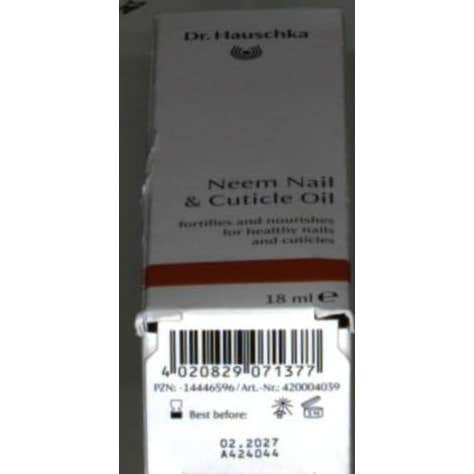 Dr. Hauschka
Neem Nail
& Cuticle Oil
fortifies and nourishes
for healthy nails
and cuticles
18 ml ℮
4 020829 071377
PZN: -14446596 / Art.-Nr.: 420004039
Best before:
02.2027
A424044